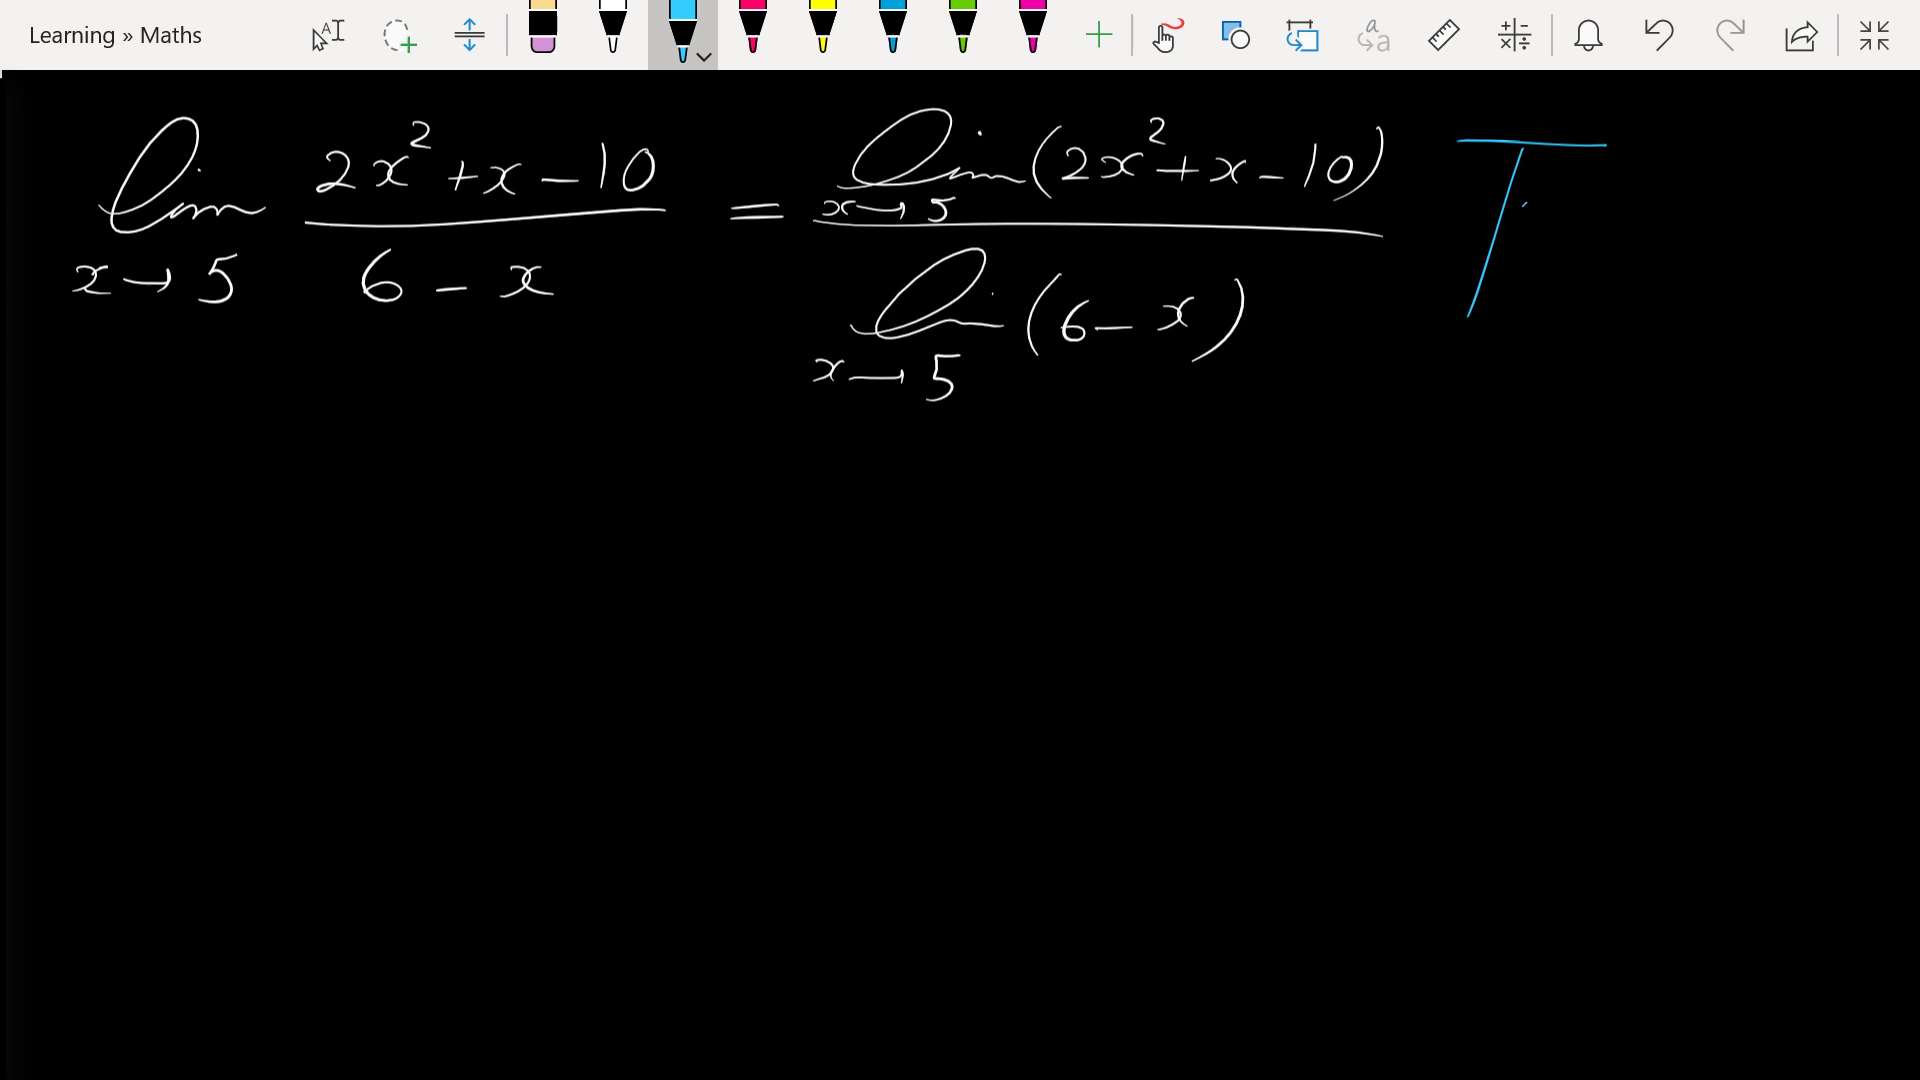 Learning » Maths
lim x→5 (2x² + x − 10)/(6 − x) = lim x→5 (2x² + x − 10) / lim x→5 (6 − x) T